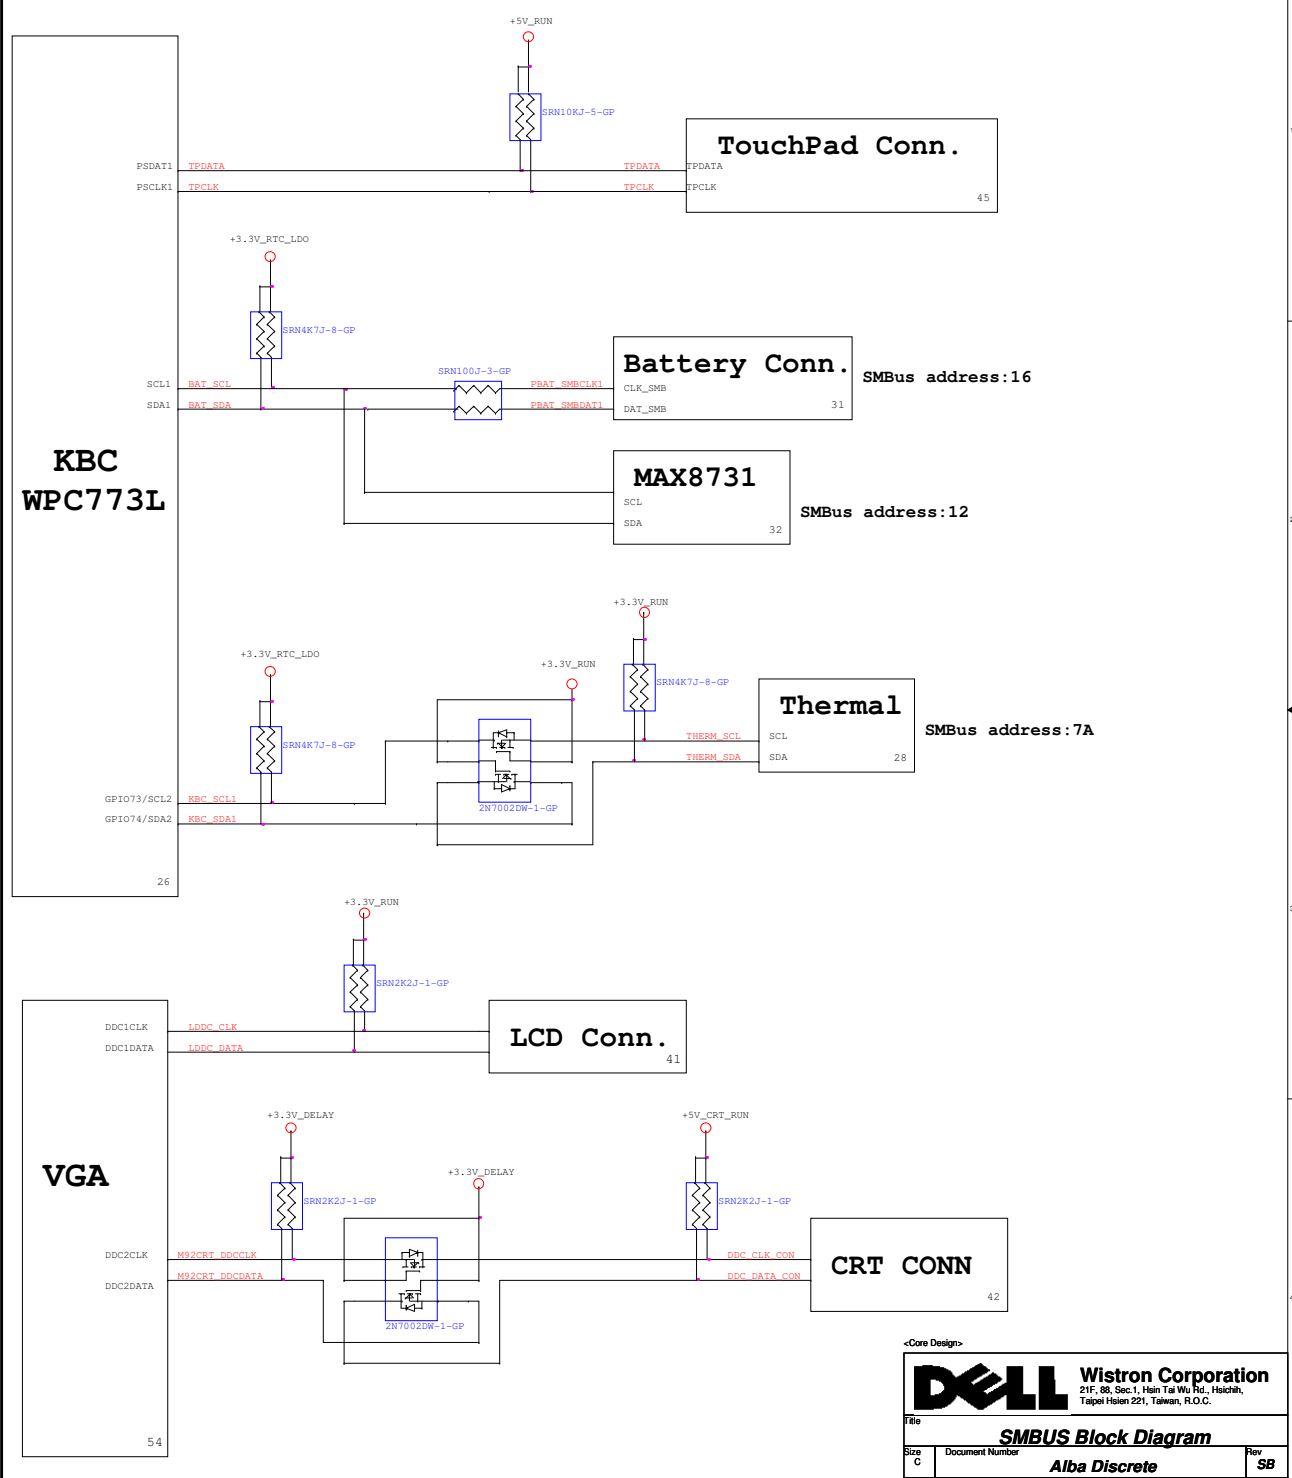 +5V_RUN
SRN10KJ-5-GP
TouchPad Conn.
PSDAT1 TPDATA TPDATA TPDATA
PSCLK1 TPCLK TPCLK TPCLK
45
+3.3V_RTC_LDO
SRN4K7J-8-GP
SRN100J-3-GP
Battery Conn.
SMBus address:16
SCL1 BAT_SCL PBAT_SMBCLK1 CLK_SMB
SDA1 BAT_SDA PBAT_SMBDAT1 DAT_SMB
31
KBC
WPC773L
MAX8731
SCL
SDA
32
SMBus address:12
+3.3V_RUN
+3.3V_RTC_LDO
+3.3V_RUN
SRN4K7J-8-GP
Thermal
SMBus address:7A
SRN4K7J-8-GP
THERM_SCL SCL
THERM_SDA SDA
28
GPIO73/SCL2 KBC_SCL1
2N7002DW-1-GP
GPIO74/SDA2 KBC_SDA1
26
+3.3V_RUN
SRN2K2J-1-GP
DDC1CLK LDDC_CLK
DDC1DATA LDDC_DATA
LCD Conn.
41
+3.3V_DELAY
+5V_CRT_RUN
VGA
+3.3V_DELAY
SRN2K2J-1-GP
SRN2K2J-1-GP
DDC2CLK M92CRT_DDCCLK DDC_CLK_CON
DDC2DATA M92CRT_DDCDATA DDC_DATA_CON
CRT CONN
42
2N7002DW-1-GP
54
<Core Design>
DELL
Wistron Corporation
21F, 88, Sec.1, Hsin Tai Wu Rd., Hsichih,
Taipei Hsien 221, Taiwan, R.O.C.
Title
SMBUS Block Diagram
Size Document Number Rev
C Alba Discrete SB